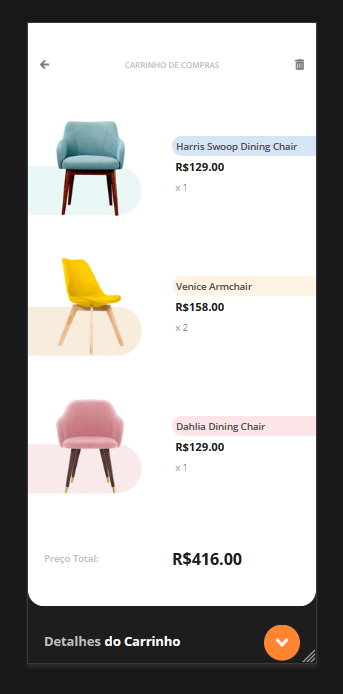 CARRINHO DE COMPRAS
Harris Swoop Dining Chair
R$129.00
x 1
Venice Armchair
R$158.00
x 2
Dahlia Dining Chair
R$129.00
x 1
Preço Total: R$416.00
Detalhes do Carrinho